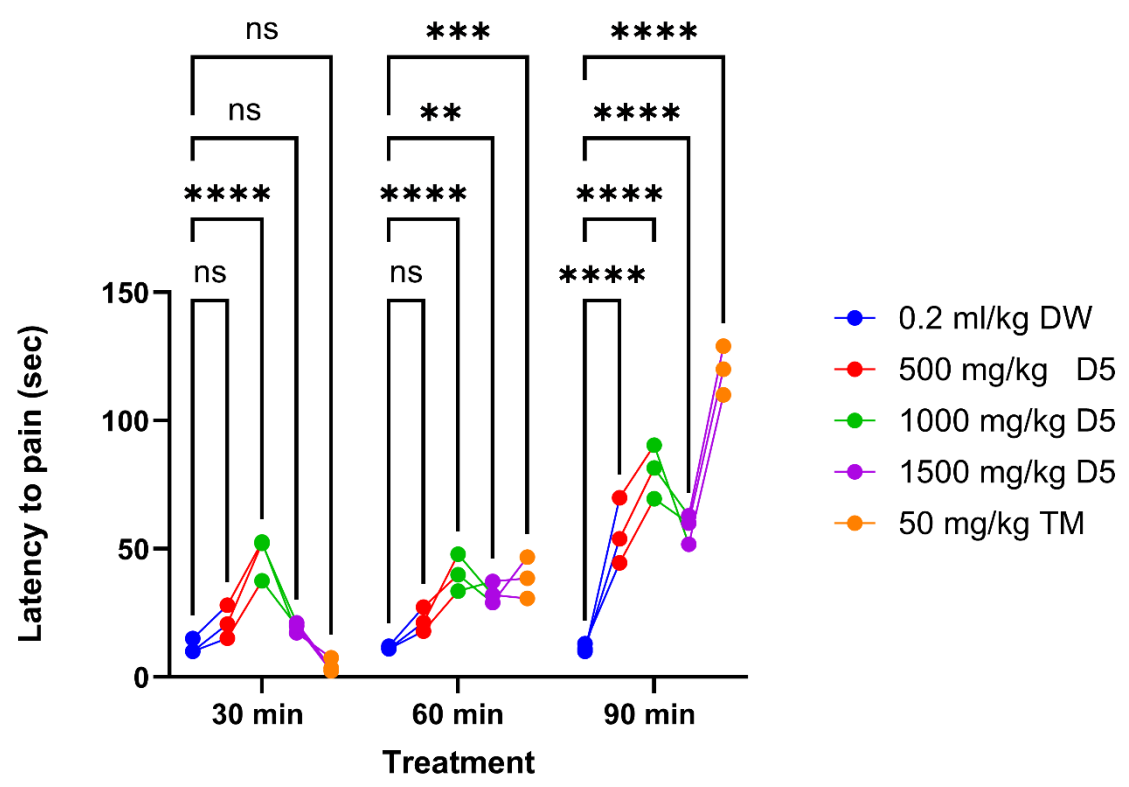 ns *** ****
ns ** ****
**** **** ****
ns ns ****
150
100
50
0
Latency to pain (sec)
30 min 60 min 90 min
Treatment
0.2 ml/kg DW
500 mg/kg D5
1000 mg/kg D5
1500 mg/kg D5
50 mg/kg TM